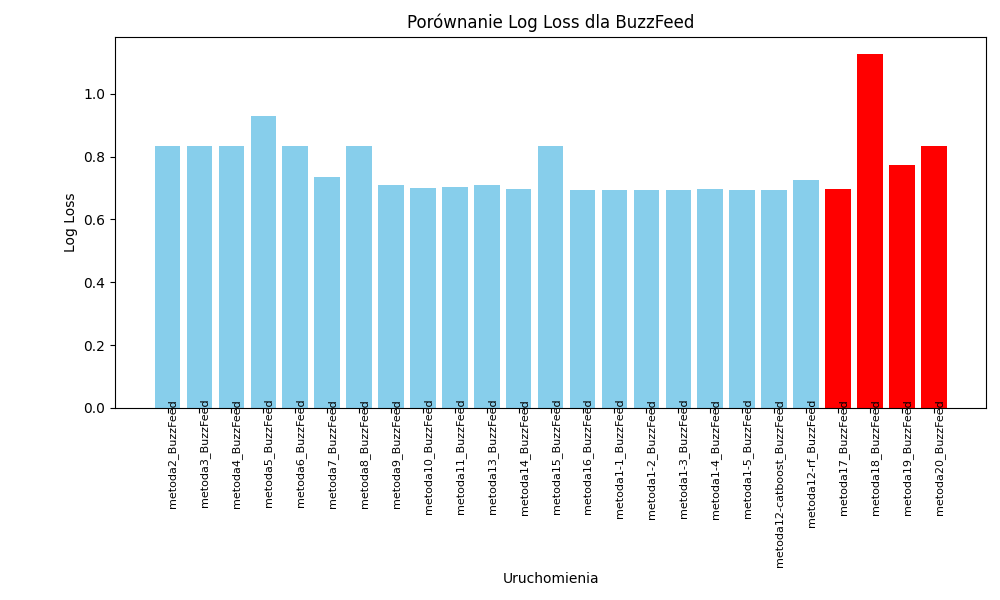 Porównanie Log Loss dla BuzzFeed
Log Loss
1.0
0.8
0.6
0.4
0.2
0.0
metoda2_BuzzFeed
metoda3_BuzzFeed
metoda4_BuzzFeed
metoda5_BuzzFeed
metoda6_BuzzFeed
metoda7_BuzzFeed
metoda8_BuzzFeed
metoda9_BuzzFeed
metoda10_BuzzFeed
metoda11_BuzzFeed
metoda13_BuzzFeed
metoda14_BuzzFeed
metoda15_BuzzFeed
metoda16_BuzzFeed
metoda1-1_BuzzFeed
metoda1-2_BuzzFeed
metoda1-3_BuzzFeed
metoda1-4_BuzzFeed
metoda1-5_BuzzFeed
metoda12-catboost_BuzzFeed
metoda12-rf_BuzzFeed
metoda17_BuzzFeed
metoda18_BuzzFeed
metoda19_BuzzFeed
metoda20_BuzzFeed
Uruchomienia